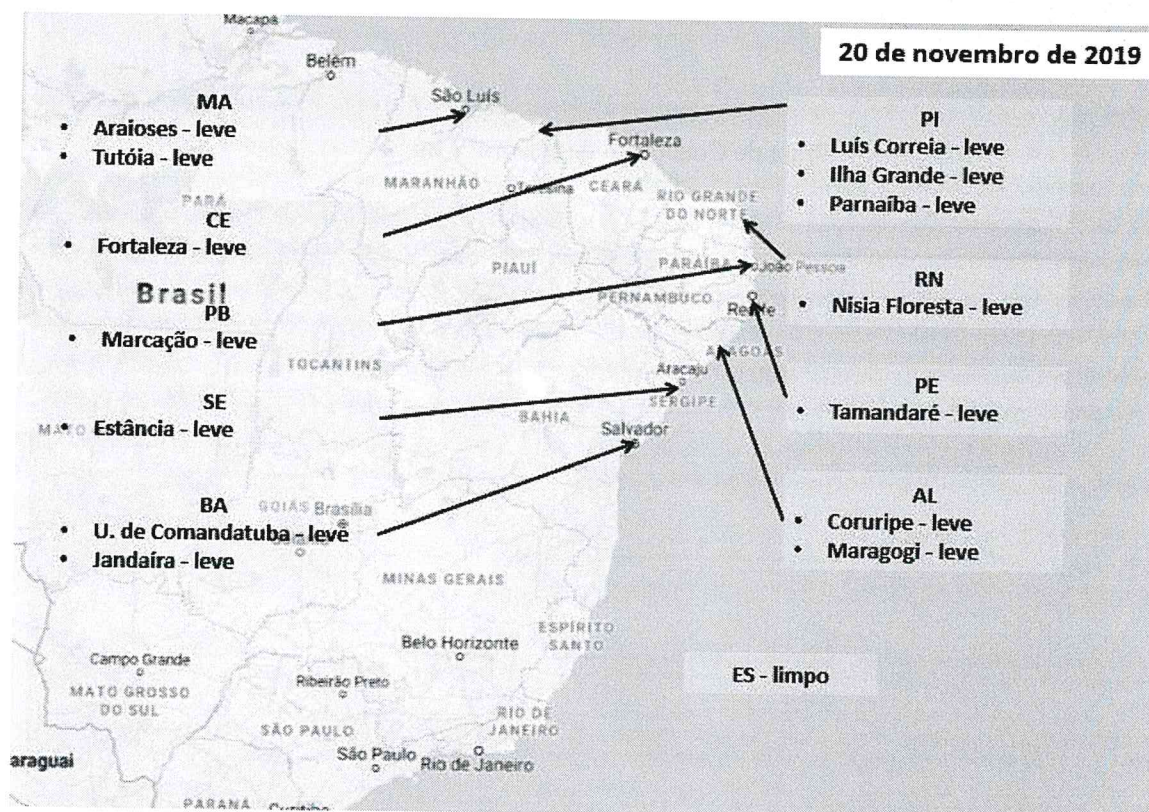 20 de novembro de 2019
MA
• Araioses - leve
• Tutóia - leve
CE
• Fortaleza - leve
PB
• Marcação - leve
SE
• Estância - leve
BA
• U. de Comandatuba - leve
• Jandaíra - leve
PI
• Luís Correia - leve
• Ilha Grande - leve
• Parnaíba - leve
RN
• Nisia Floresta - leve
PE
• Tamandaré - leve
AL
• Coruripe - leve
• Maragogi - leve
ES - limpo
Macapá
Belém
São Luís
Fortaleza
MARANHÃO
Teresina
CEARÁ
RIO GRANDE
DO NORTE
PARÁ
PIAUÍ
PARAÍBA
João Pessoa
PERNAMBUCO
Brasil
Recife
ALAGOAS
TOCANTINS
Aracaju
SERGIPE
BAHIA
MATO
Salvador
GOIÁS
Brasília
MINAS GERAIS
ESPÍRITO
SANTO
Belo Horizonte
Campo Grande
MATO GROSSO
DO SUL
Ribeirão Preto
SÃO PAULO
RIO DE
JANEIRO
São Paulo
Rio de Janeiro
araguai
PARANÁ
Curitiba